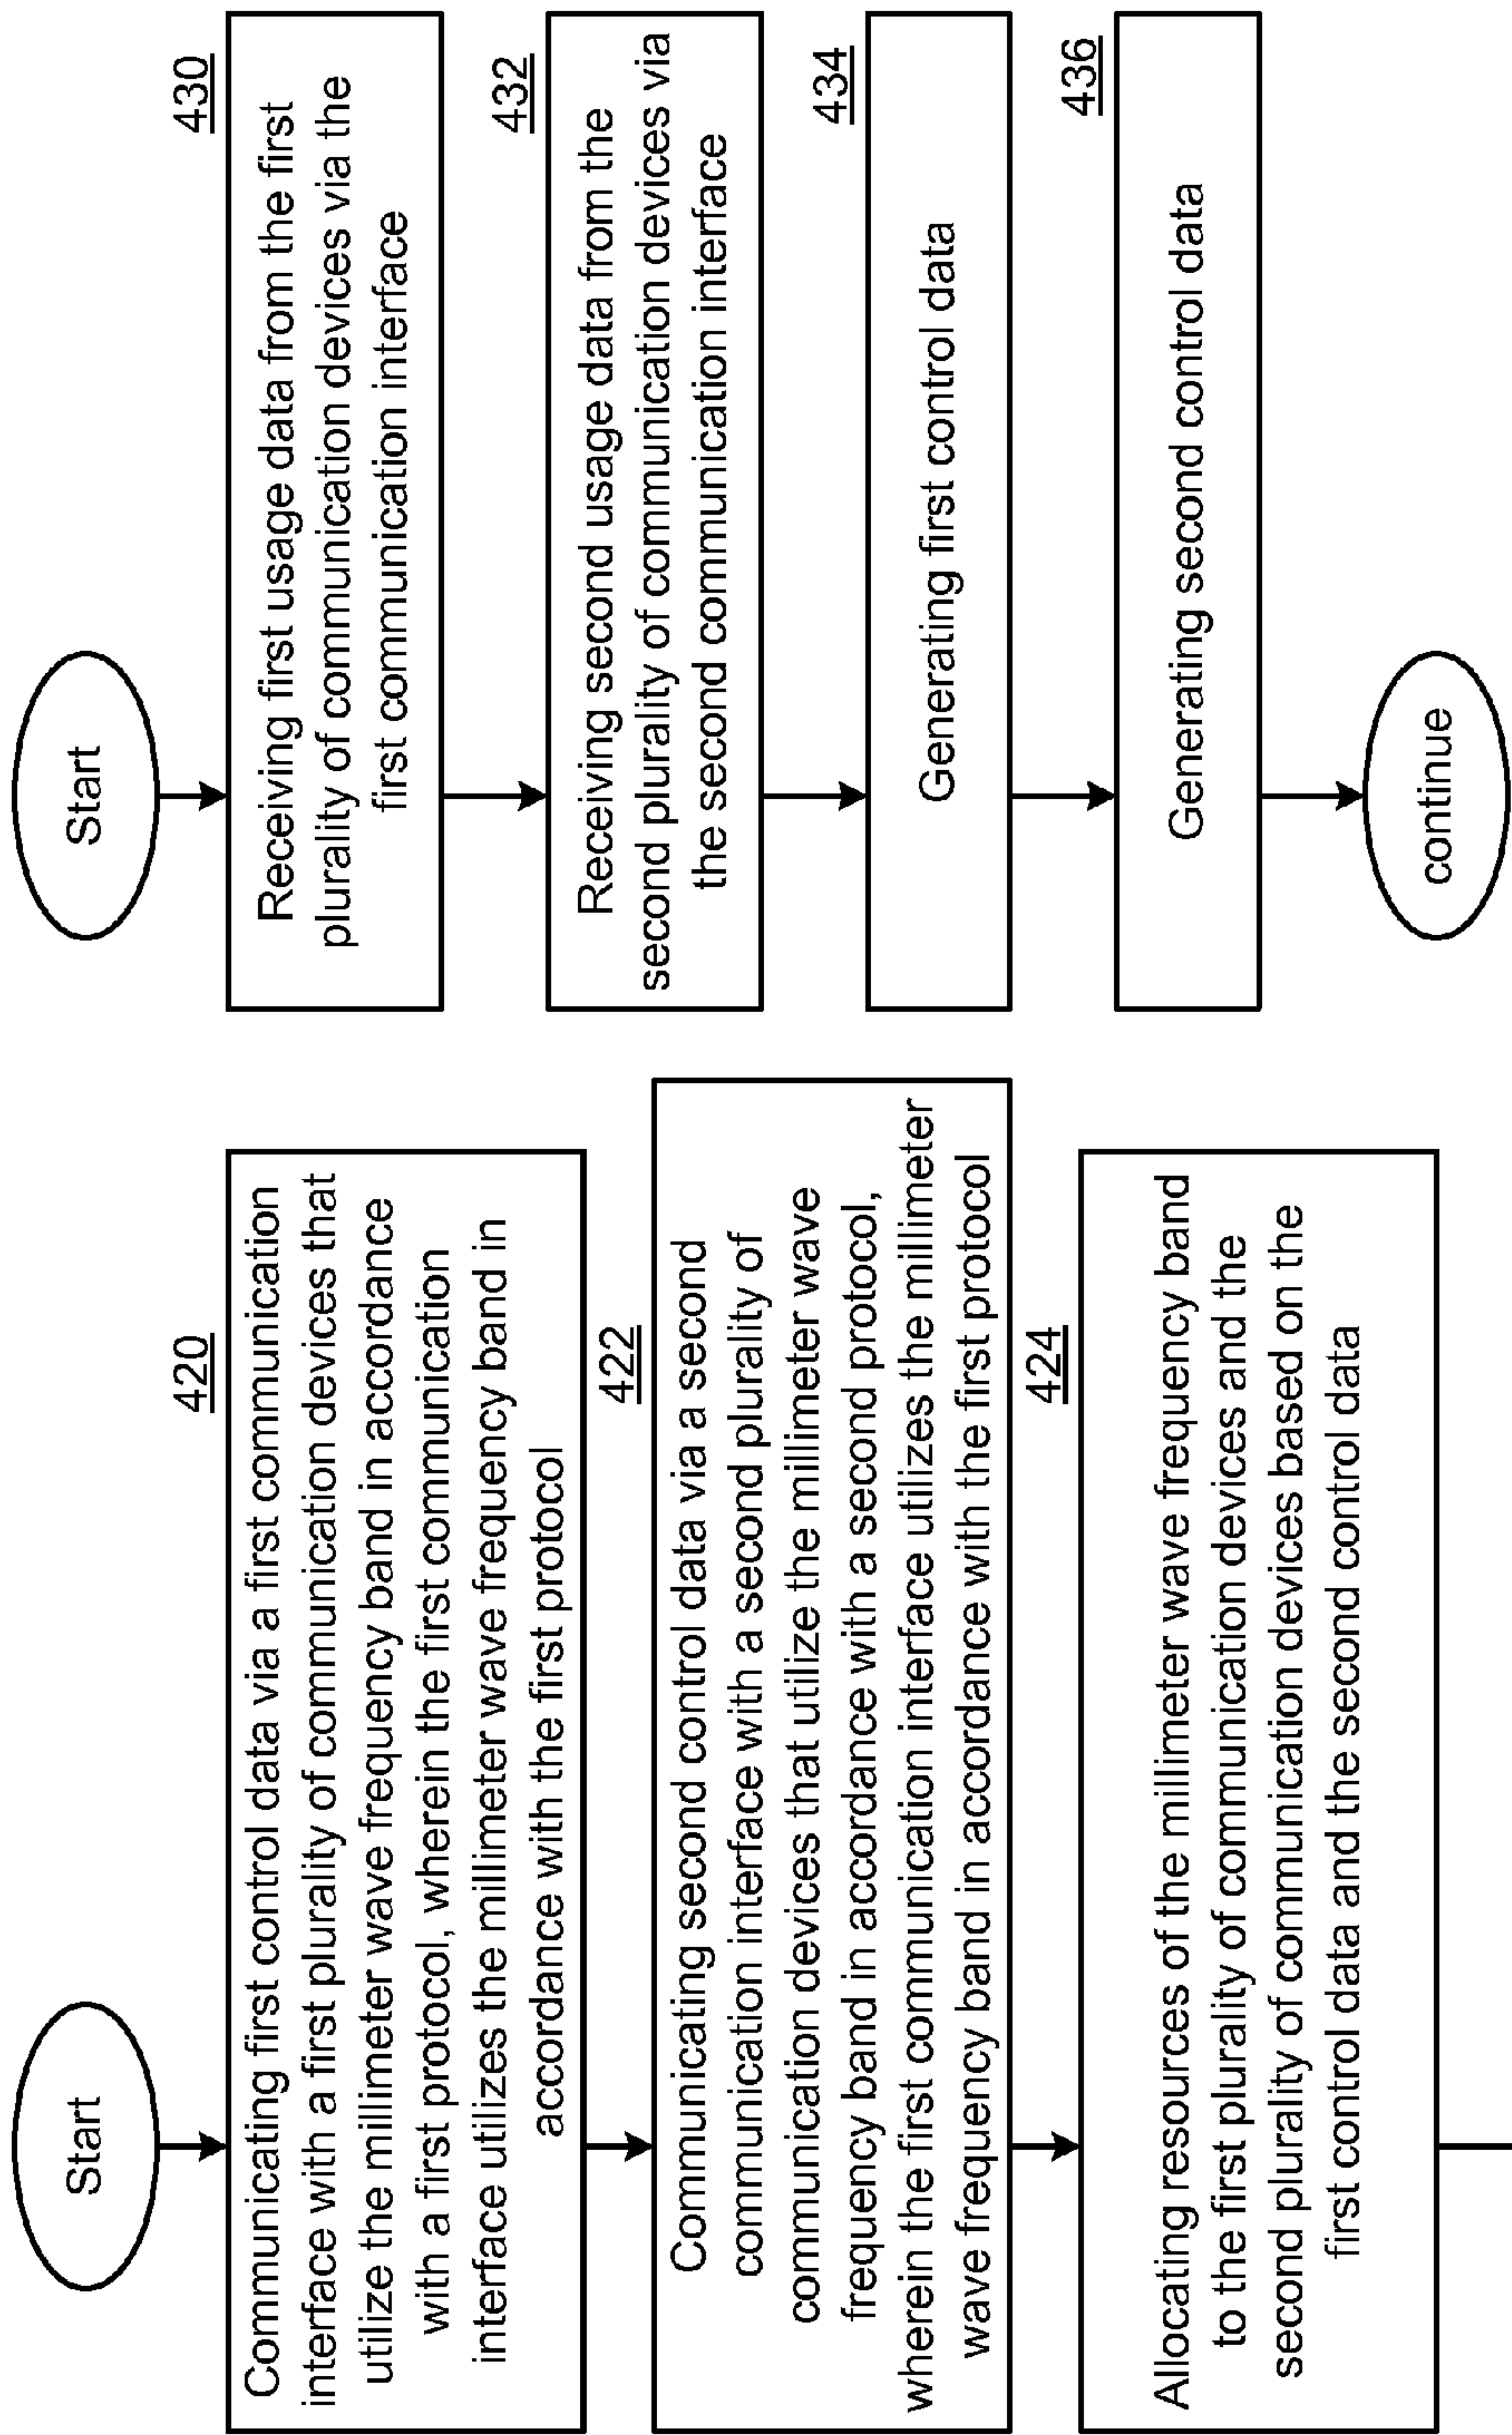 Start
420
Communicating first control data via a first communication
interface with a first plurality of communication devices that
utilize the millimeter wave frequency band in accordance
with a first protocol, wherein the first communication
interface utilizes the millimeter wave frequency band in
accordance with the first protocol
422
Communicating second control data via a second
communication interface with a second plurality of
communication devices that utilize the millimeter wave
frequency band in accordance with a second protocol,
wherein the first communication interface utilizes the millimeter
wave frequency band in accordance with the first protocol
424
Allocating resources of the millimeter wave frequency band
to the first plurality of communication devices and the
second plurality of communication devices based on the
first control data and the second control data
Start
430
Receiving first usage data from the first
plurality of communication devices via the
first communication interface
432
Receiving second usage data from the
second plurality of communication devices via
the second communication interface
434
Generating first control data
436
Generating second control data
continue